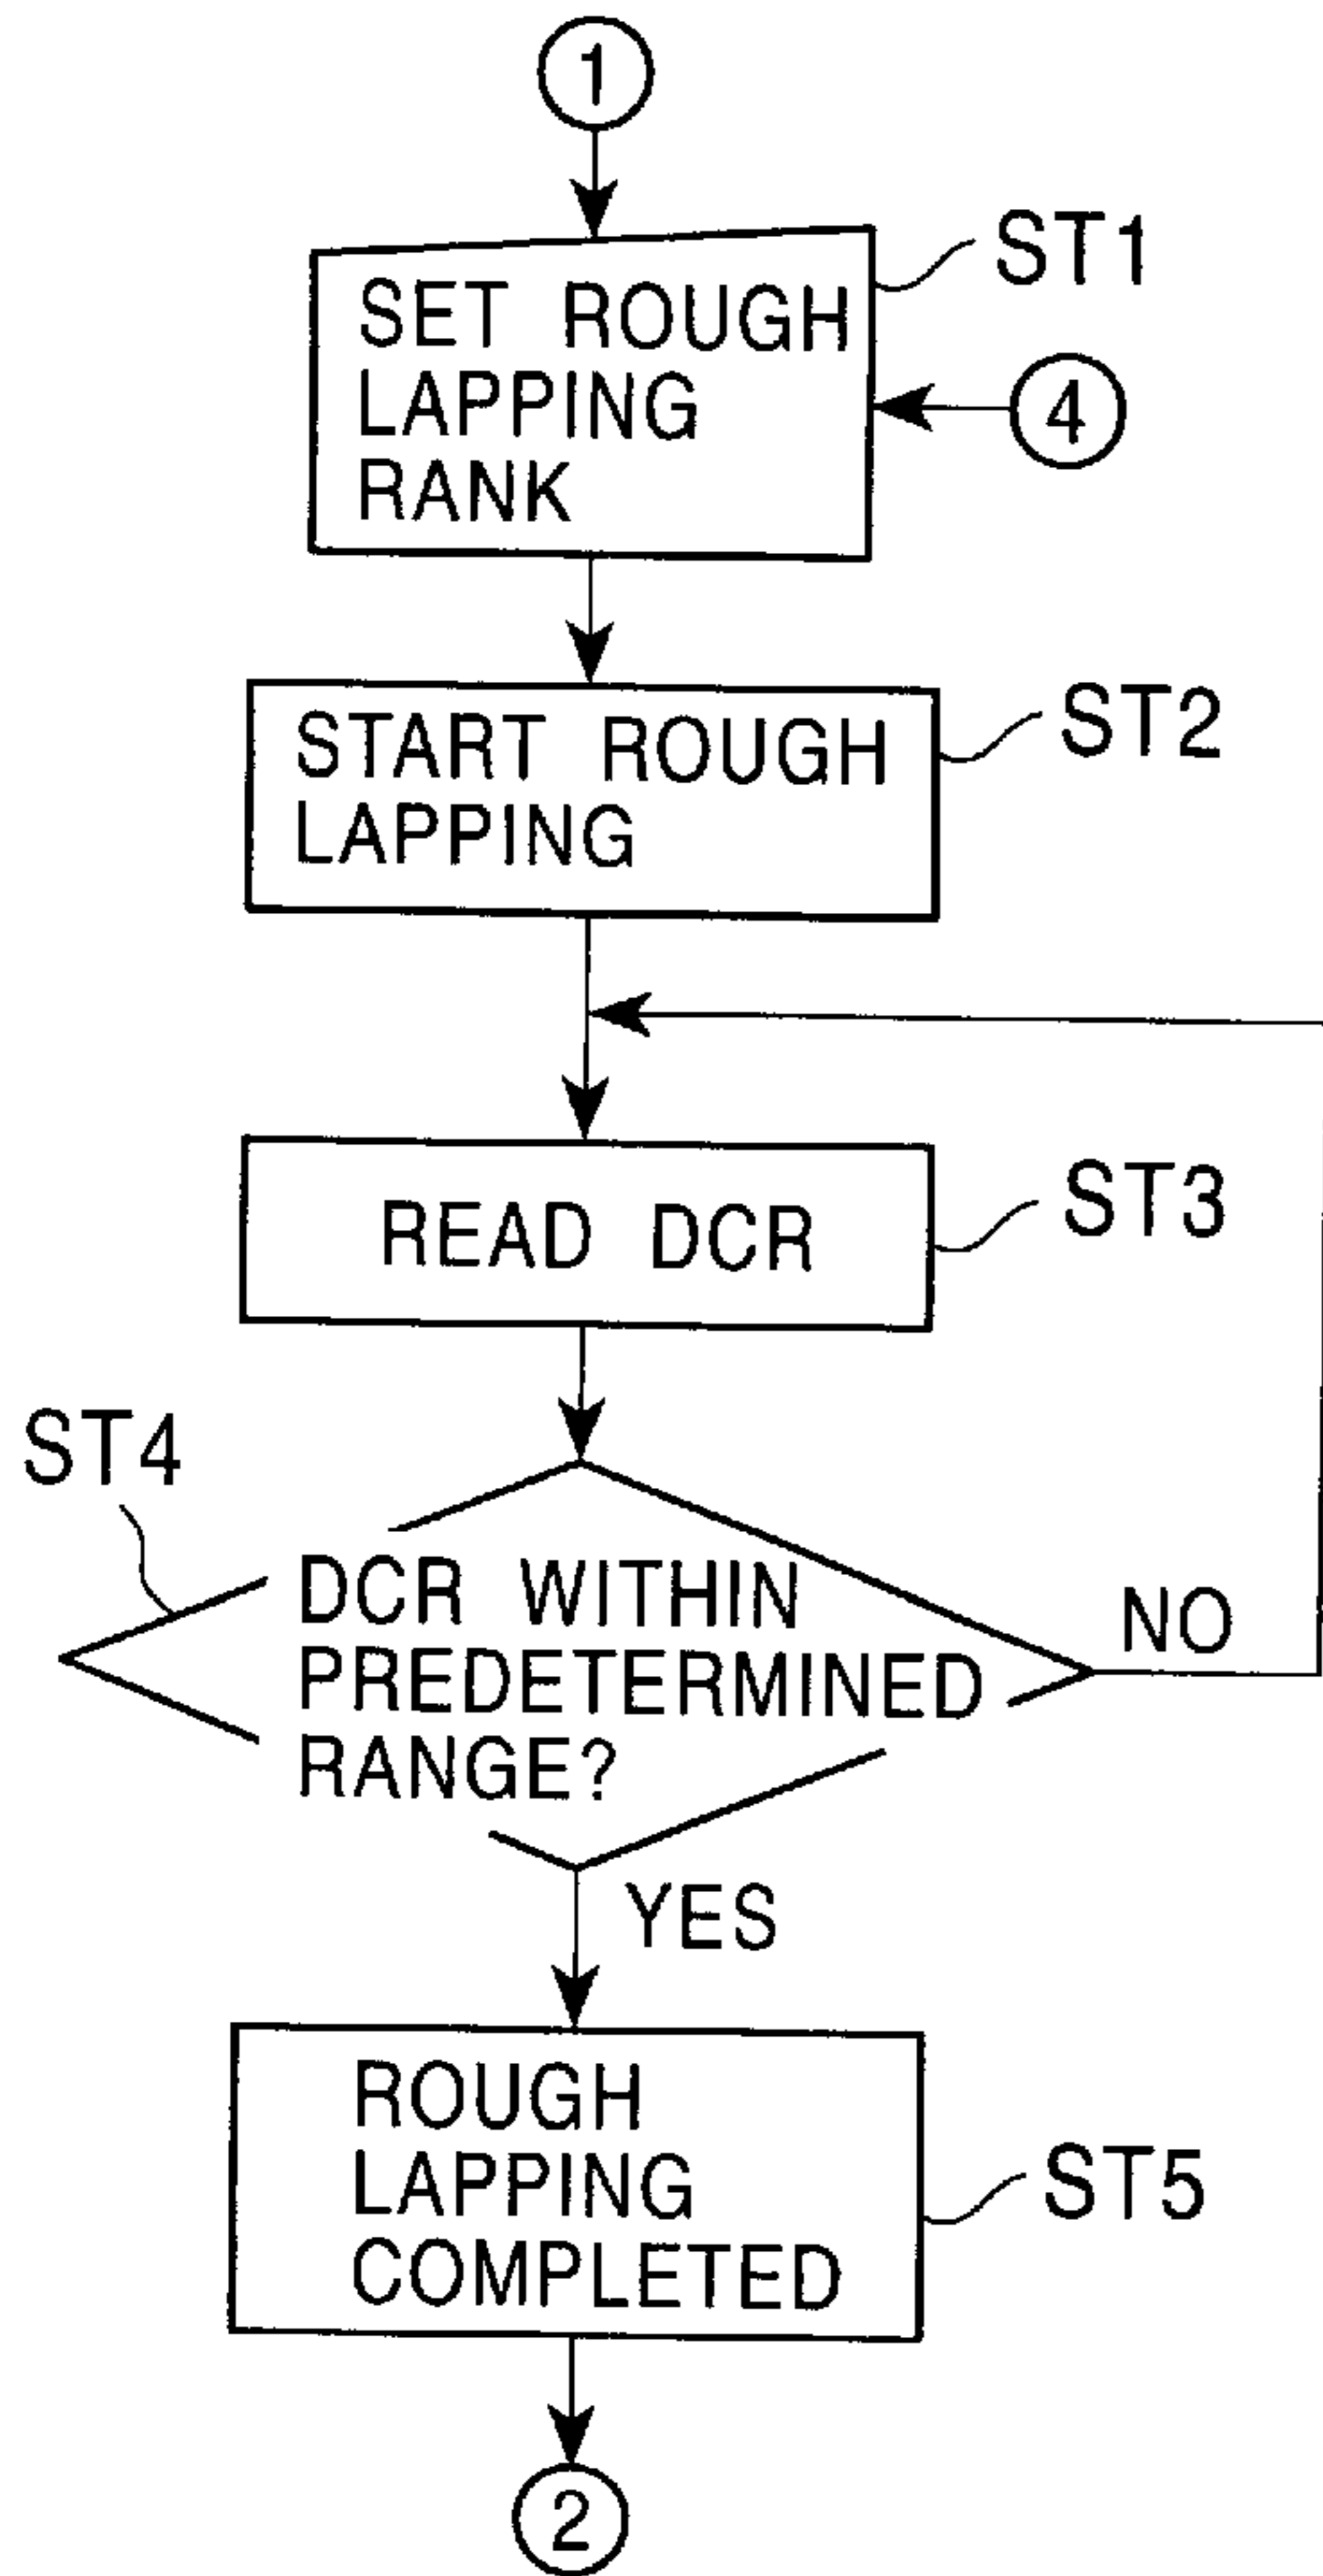 1
ST1
SET ROUGH
LAPPING
RANK
4
ST2
START ROUGH
LAPPING
ST3
READ DCR
ST4
DCR WITHIN
PREDETERMINED
RANGE?
NO
YES
ROUGH
LAPPING
COMPLETED
ST5
2